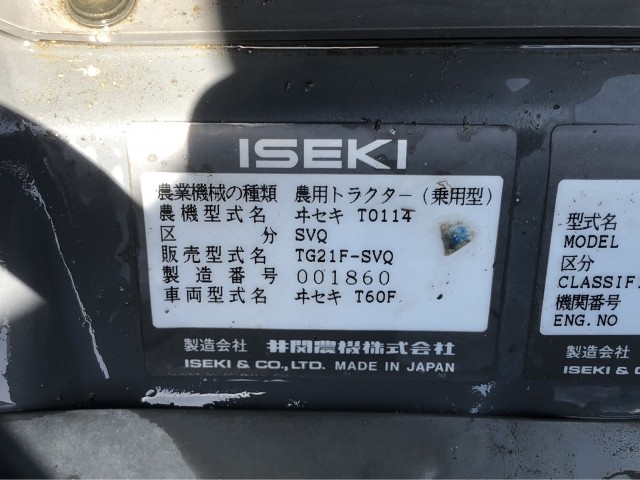 ISEKI
農業機械の種類 農用トラクター(乗用型)
農機型式名 ヰセキ T0114
区分 SVQ
販売型式名 TG21F-SVQ
製造番号 001860
車両型式名 ヰセキ T60F
製造会社 井関農機株式会社
ISEKI & CO.,LTD. MADE IN JAPAN
型式名
MODEL
区分
CLASSIF
機関番号
ENG.NO
製造会社
ISEKI & C